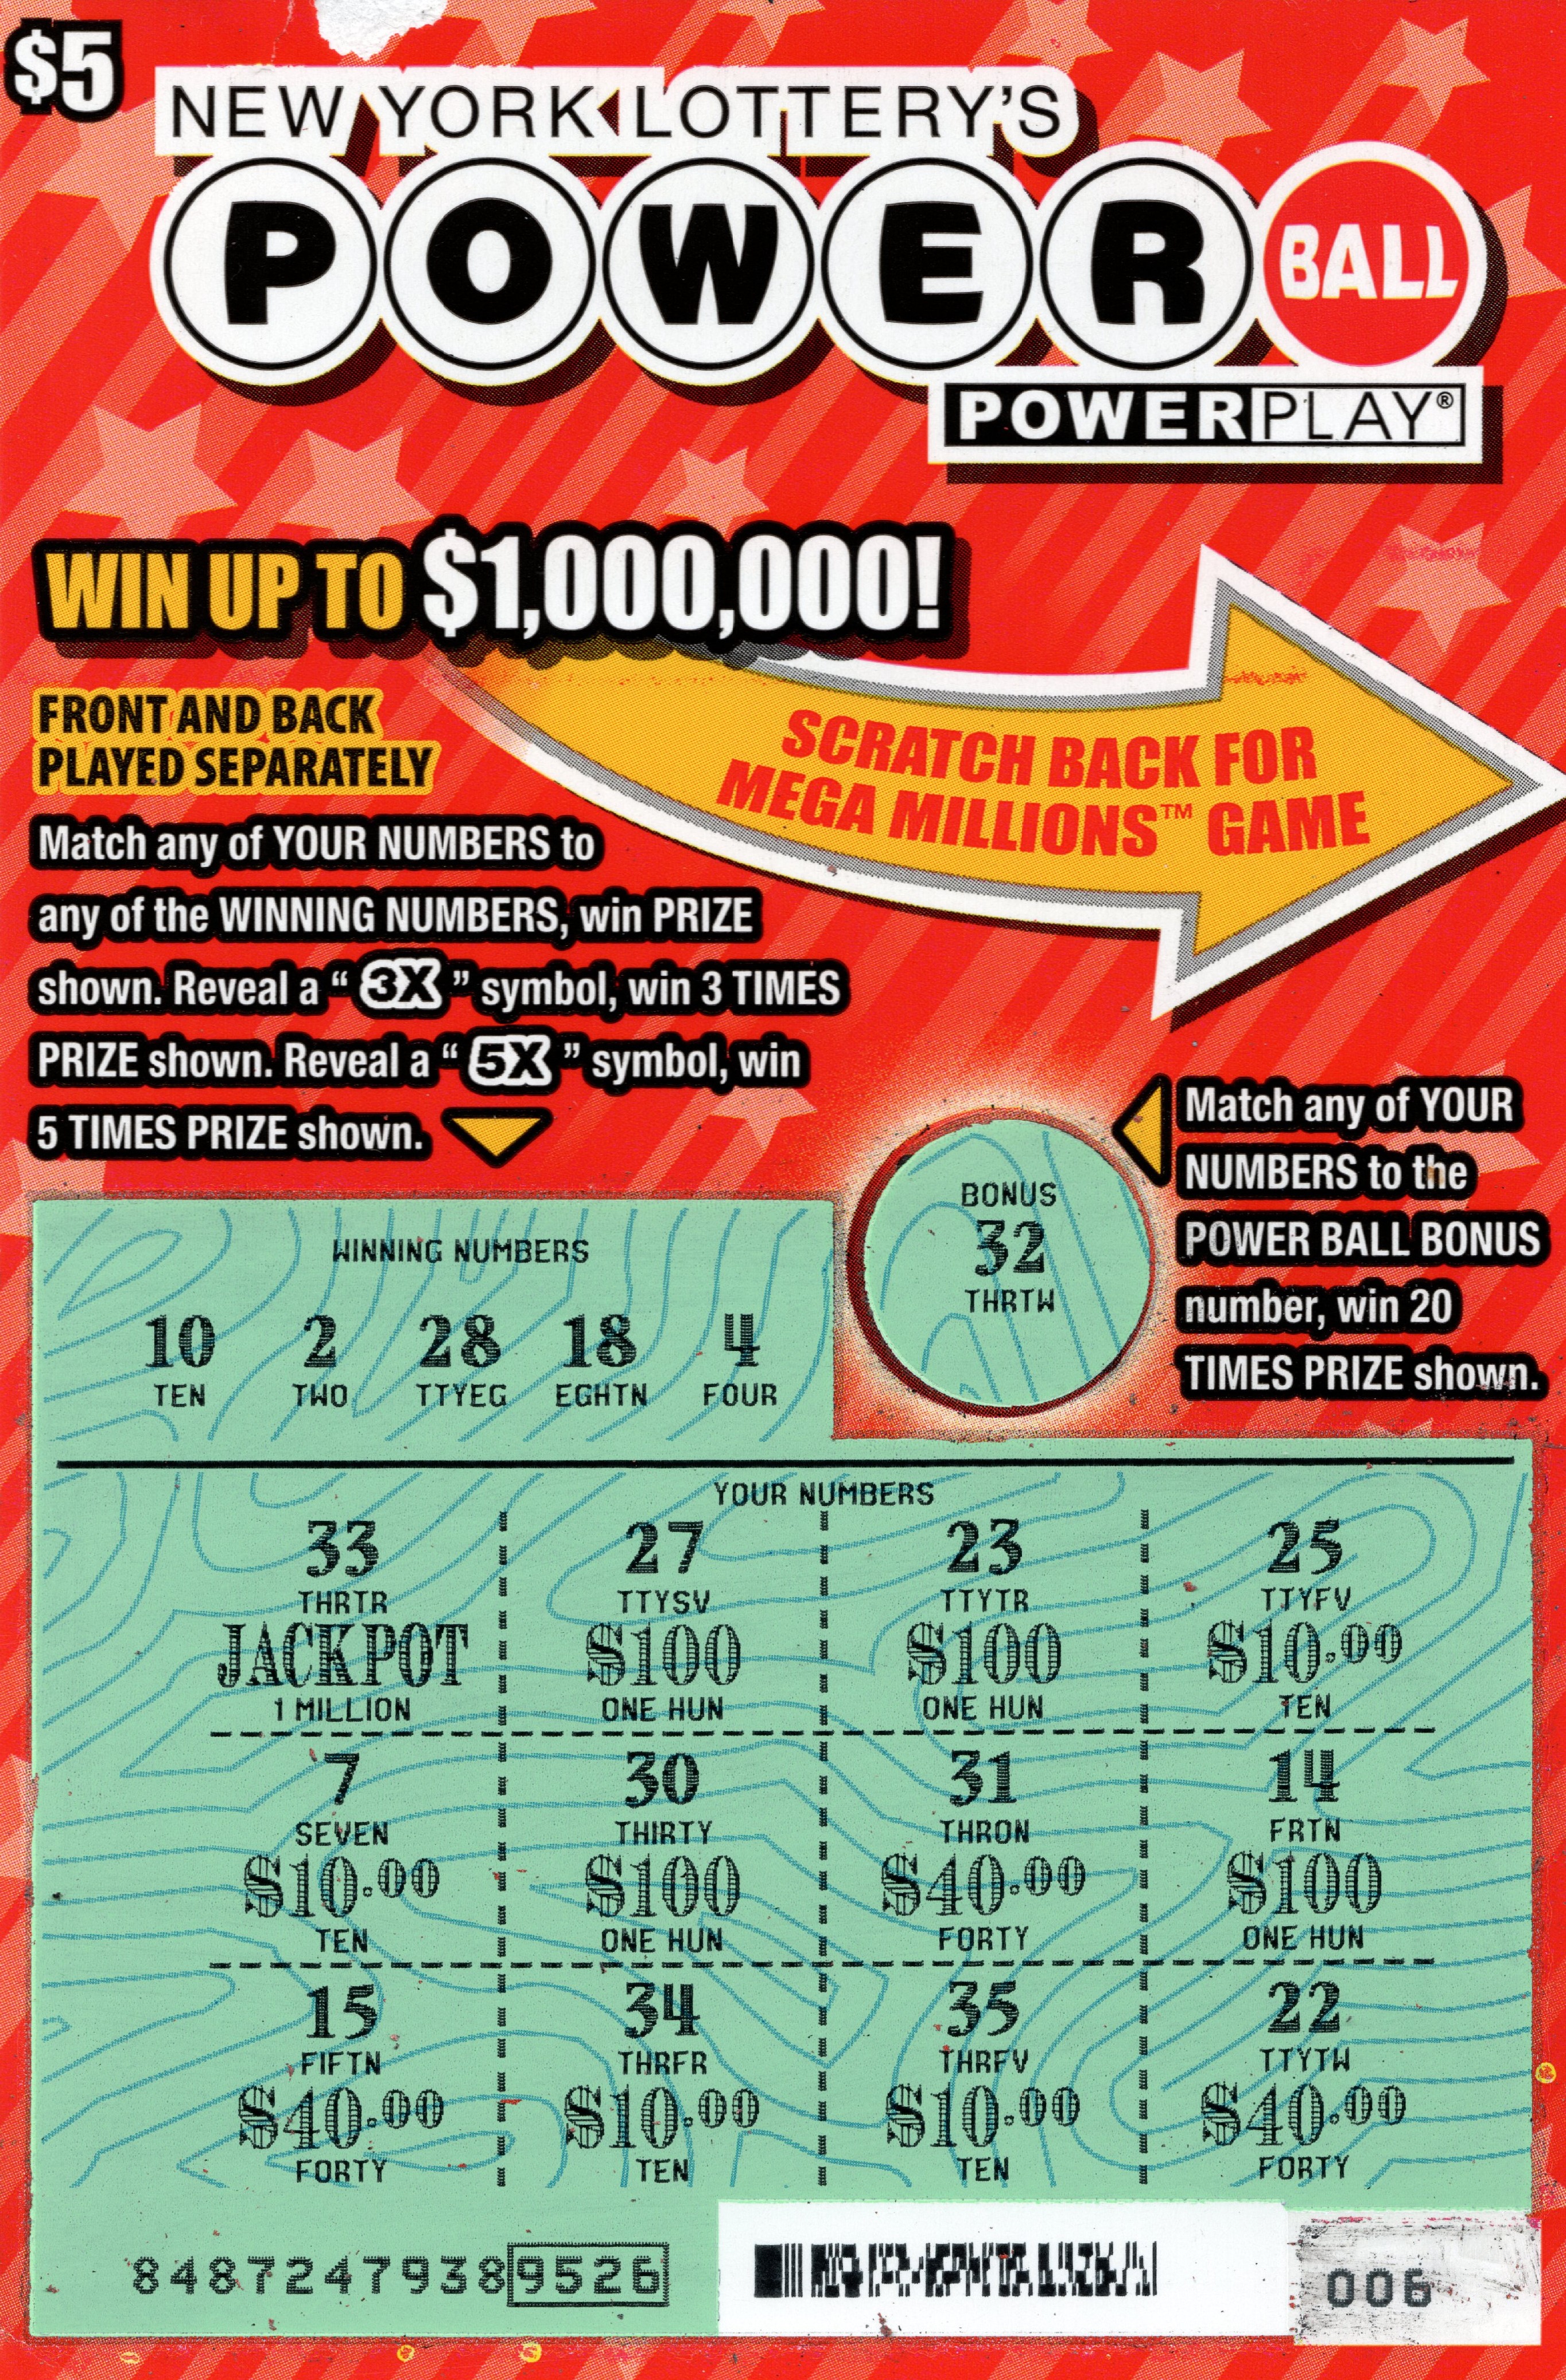 $5
NEW YORK LOTTERY'S
POWER BALL
POWERPLAY®
WIN UP TO $1,000,000!
FRONT AND BACK
PLAYED SEPARATELY
SCRATCH BACK FOR
MEGA MILLIONS™ GAME
Match any of YOUR NUMBERS to
any of the WINNING NUMBERS, win PRIZE
shown. Reveal a “ 3X ” symbol, win 3 TIMES
PRIZE shown. Reveal a “ 5X ” symbol, win
5 TIMES PRIZE shown.
Match any of YOUR
NUMBERS to the
POWER BALL BONUS
number, win 20
TIMES PRIZE shown.
BONUS
32
THRTW
WINNING NUMBERS
10 2 28 18 4
TEN TWO TTYEG EGHTN FOUR
YOUR NUMBERS
33 27 23 25
THRTR TTYSV TTYTR TTYFV
JACKPOT $100 $100 $10.00
1 MILLION ONE HUN ONE HUN TEN
7 30 31 14
SEVEN THIRTY THRON FRTN
$10.00 $100 $40.00 $100
TEN ONE HUN FORTY ONE HUN
15 34 35 22
FIFTN THRFR THRFV TTYTW
$40.00 $10.00 $10.00 $40.00
FORTY TEN TEN FORTY
84872479389526
006